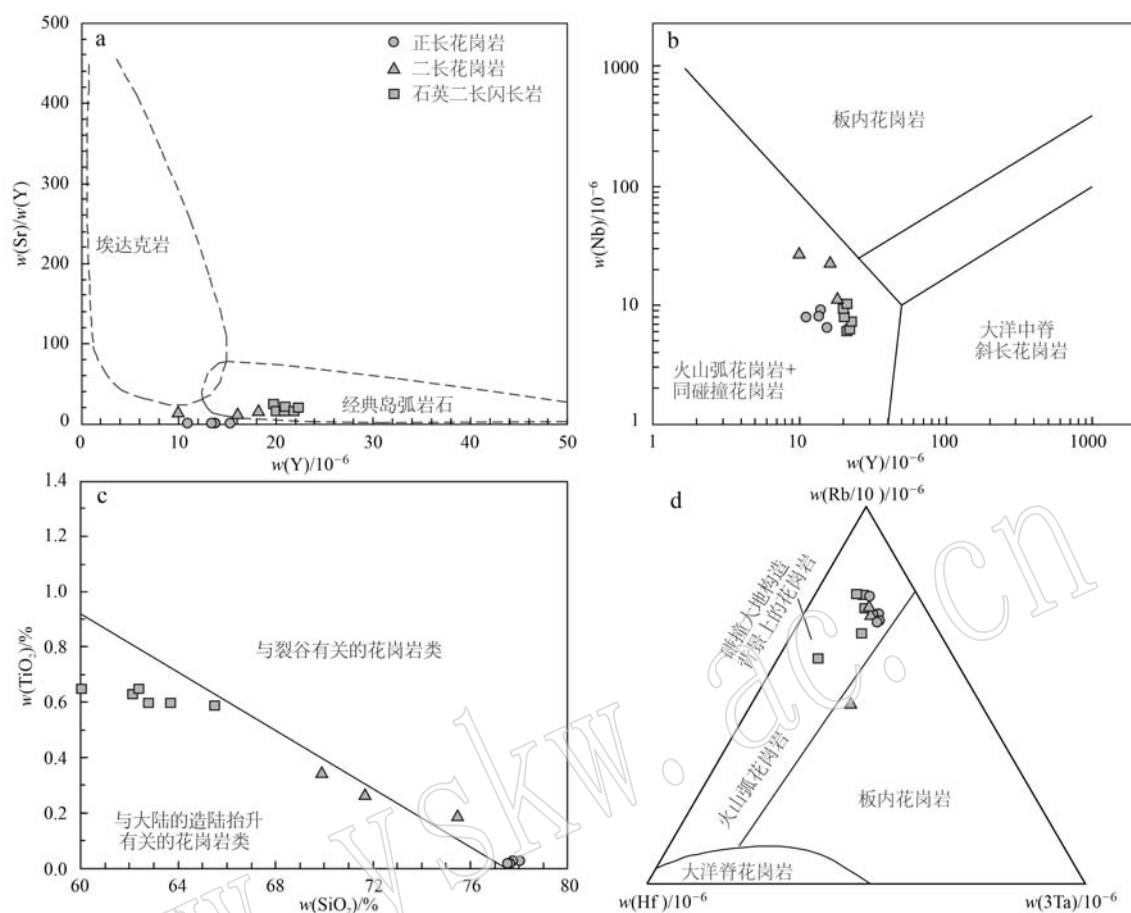 a
正长花岗岩
二长花岗岩
石英二长闪长岩
埃达克岩
经典岛弧岩石
500
400
300
200
100
0
w(Sr)/w(Y)
0 10 20 30 40 50
w(Y)/10⁻⁶
b
板内花岗岩
火山弧花岗岩+
同碰撞花岗岩
大洋中脊
斜长花岗岩
1000
100
10
1
w(Nb)/10⁻⁶
1 10 100 1000
w(Y)/10⁻⁶
c
与裂谷有关的花岗岩类
与大陆的造陆抬升
有关的花岗岩类
1.4
1.2
1.0
0.8
0.6
0.4
0.2
0.0
w(TiO₂)/%
60 64 68 72 76 80
w(SiO₂)/%
d
w(Rb/10)/10⁻⁶
碰撞大地构造
背景上的花岗岩
火山弧花岗岩
板内花岗岩
大洋脊花岗岩
w(Hf)/10⁻⁶
w(3Ta)/10⁻⁶
www.yskw.ac.cn